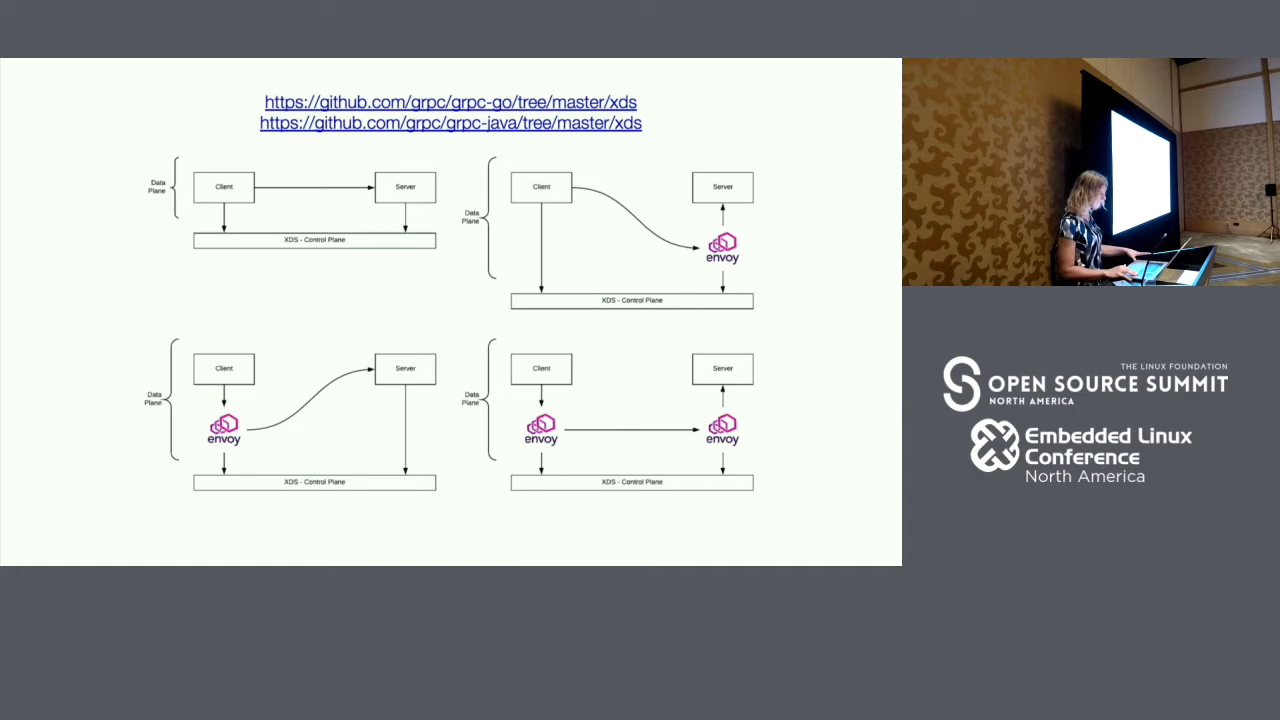 https://github.com/grpc/grpc-go/tree/master/xds
https://github.com/grpc/grpc-java/tree/master/xds
Data
Plane
Client
Server
XDS - Control Plane
Data
Plane
Client
Server
envoy
XDS - Control Plane
Data
Plane
Client
Server
envoy
XDS - Control Plane
Data
Plane
Client
Server
envoy
envoy
XDS - Control Plane
THE LINUX FOUNDATION
OPEN SOURCE SUMMIT
NORTH AMERICA
Embedded Linux
Conference
North America